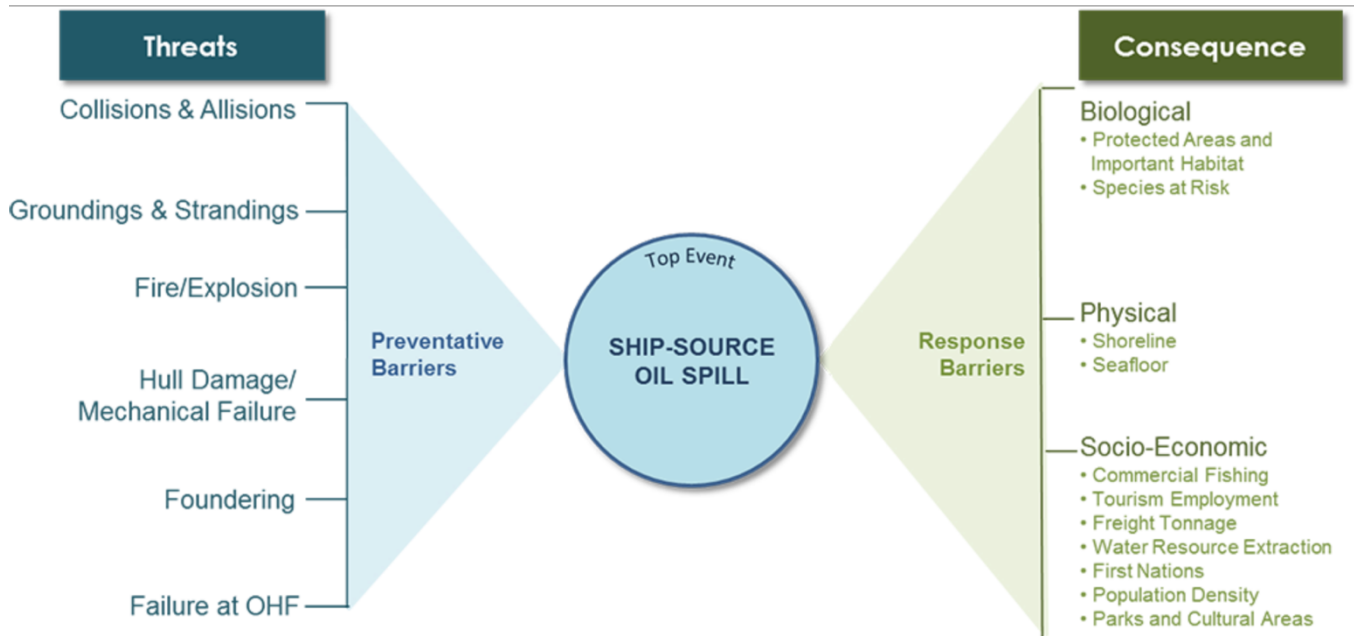 Threats
Collisions & Allisions
Groundings & Strandings
Fire/Explosion
Hull Damage/
Mechanical Failure
Foundering
Failure at OHF
Preventative
Barriers
Top Event
SHIP-SOURCE
OIL SPILL
Response
Barriers
Consequence
Biological
• Protected Areas and
Important Habitat
• Species at Risk
Physical
• Shoreline
• Seafloor
Socio-Economic
• Commercial Fishing
• Tourism Employment
• Freight Tonnage
• Water Resource Extraction
• First Nations
• Population Density
• Parks and Cultural Areas